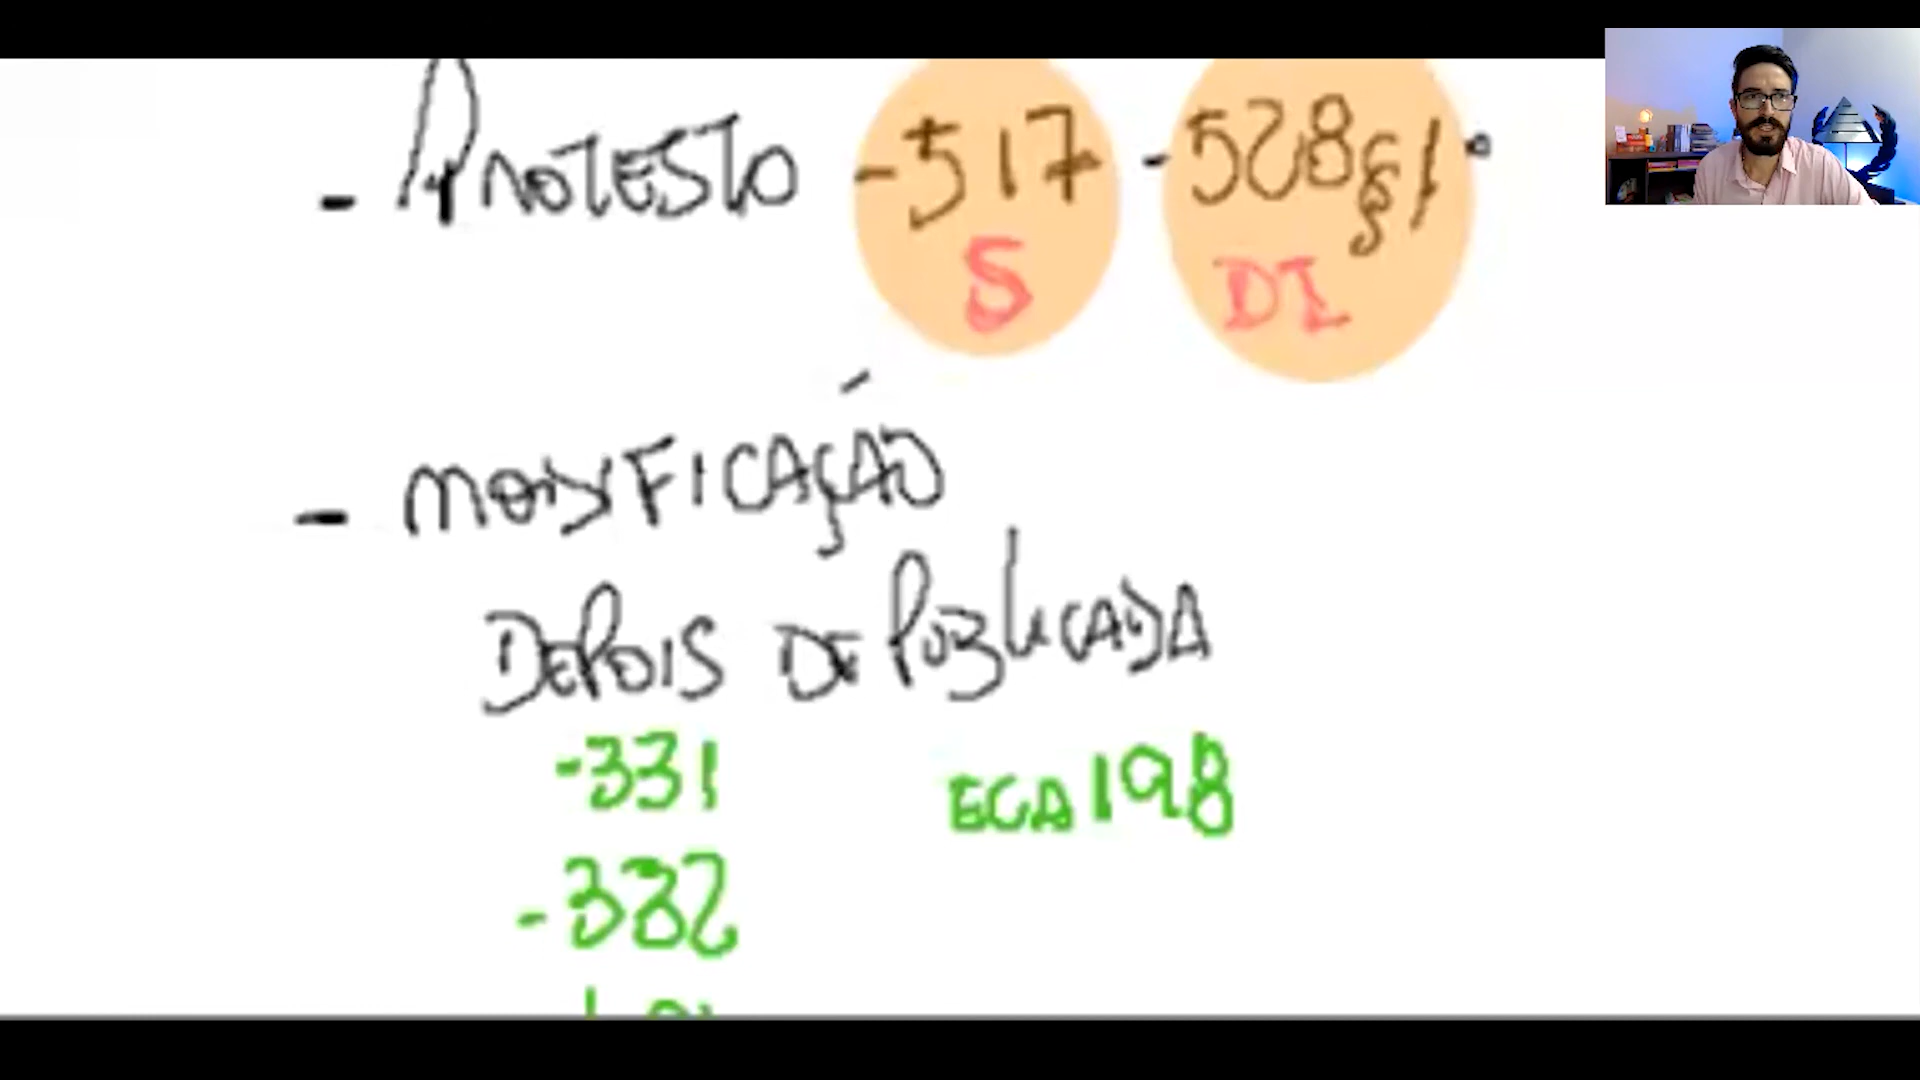 - PROTESTO -517 -528§1º
S DI
- MODIFICAÇÃO
DEPOIS DE PUBLICADA
-331 ECA 198
-332